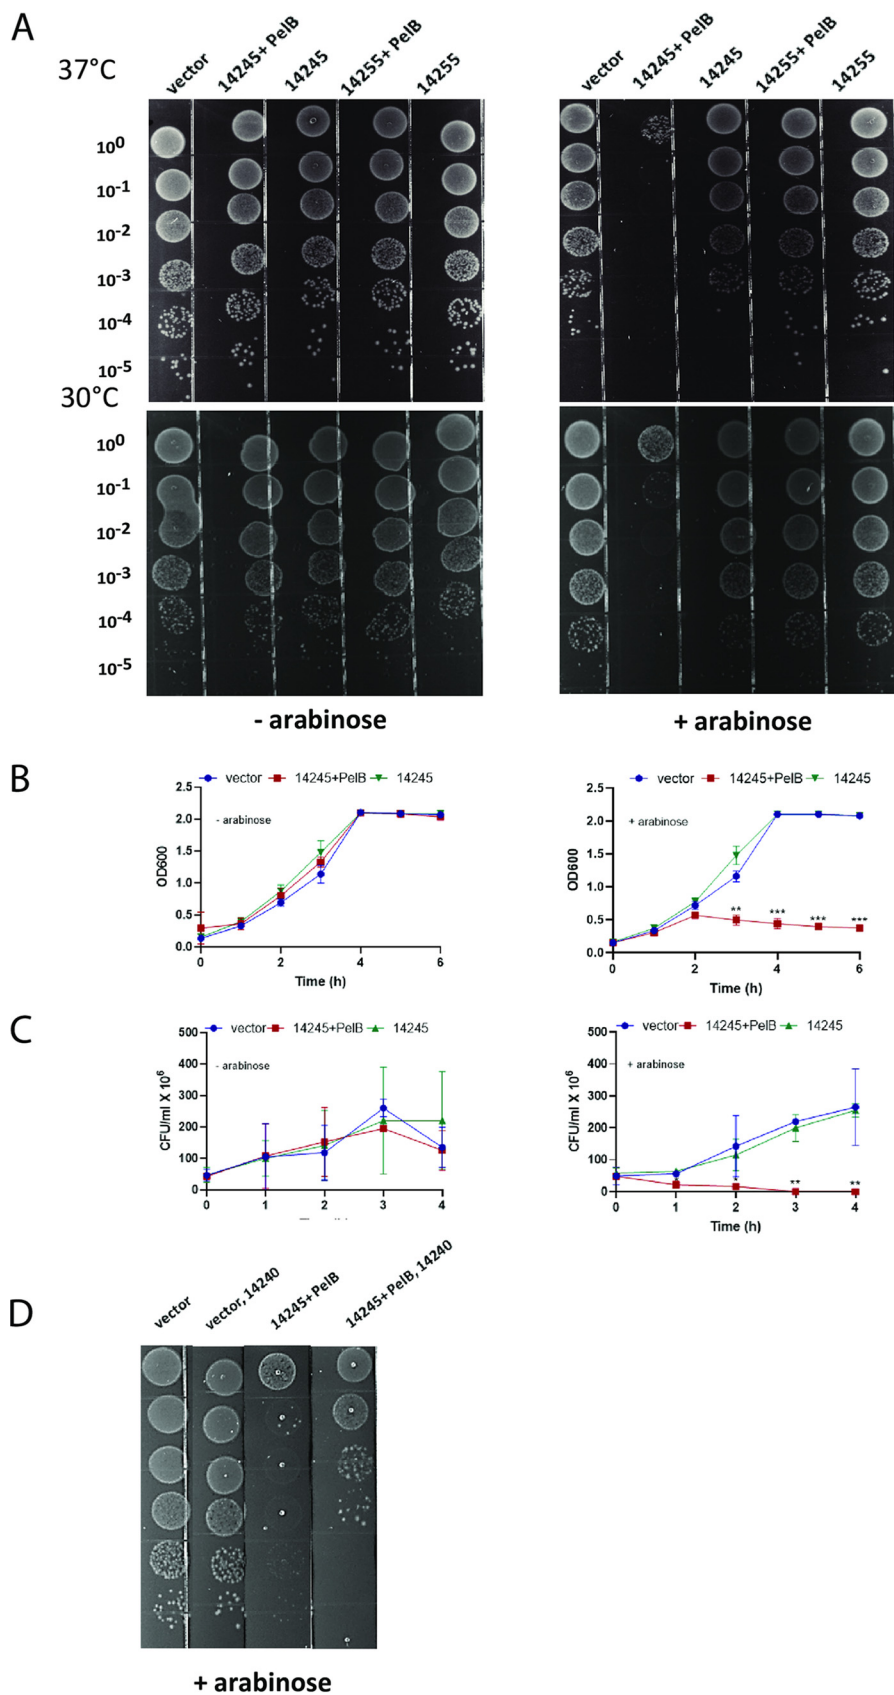 A
37°C
vector
14245+ PelB
14245
14255+ PelB
14255
vector
14245+ PelB
14245
14255+ PelB
14255
10⁰
10⁻¹
10⁻²
10⁻³
10⁻⁴
10⁻⁵
30°C
10⁰
10⁻¹
10⁻²
10⁻³
10⁻⁴
10⁻⁵
- arabinose
+ arabinose
B
vector 14245+PelB 14245
2.5
2.0
1.5
1.0
0.5
0.0
OD600
- arabinose
0 2 4 6
Time (h)
vector 14245+PelB 14245
2.5
2.0
1.5
1.0
0.5
0.0
OD600
+ arabinose
** *** *** ***
0 2 4 6
Time (h)
C
vector 14245+PelB 14245
500
400
300
200
100
0
CFU/ml X 10⁶
- arabinose
0 1 2 3 4
vector 14245+PelB 14245
500
400
300
200
100
0
CFU/ml X 10⁶
+ arabinose
* ** **
0 1 2 3 4
Time (h)
D
vector
vector, 14240
14245+ PelB
14245+ PelB, 14240
+ arabinose